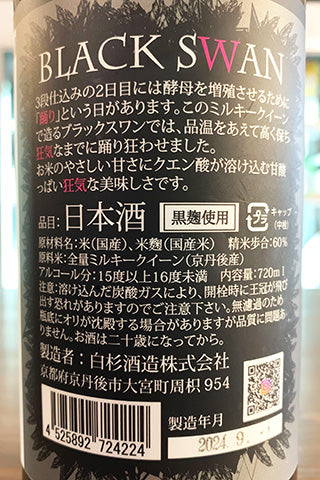 BLACK SWAN
3段仕込みの2日目には酵母を増殖させるために
「踊り」という日があります。このミルキークイーン
で造るブラックスワンでは、品温をあえて高く保ち
狂気なまでに踊り狂わせました。
お米のやさしい甘さにクエン酸が溶け込む甘酸
っぱい狂気な美味しさです。
品目：日本酒 黒麹使用 キャップ
(中栓)
原材料名：米(国産)、米麹(国産米) 精米歩合：60%
原料米：全量ミルキークイーン(京丹後産)
アルコール分：15度以上16度未満 内容量：720ml
注意：溶け込んだ炭酸ガスにより、開栓時に王冠が飛び
出す恐れがありますのでご注意下さい。無濾過のため
瓶底にオリが沈殿する場合がありますが品質に問題あ
りません。お酒は二十歳になってから。
製造者：白杉酒造株式会社
京都府京丹後市大宮町周枳954
4 525892 724224
製造年月
2024. 9.